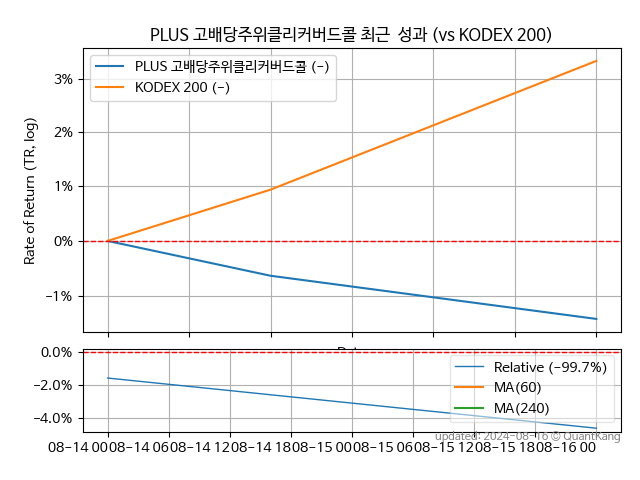 PLUS 고배당주위클리커버드콜 최근 성과 (vs KODEX 200)
PLUS 고배당주위클리커버드콜 (-)
KODEX 200 (-)
Rate of Return (TR, log)
3%
2%
1%
0%
-1%
0.0%
-2.0%
-4.0%
Relative (-99.7%)
MA(60)
MA(240)
08-14 00 08-14 06 08-14 12 08-14 18 08-15 00 08-15 06 08-15 12 08-15 18 08-16 00
updated: 2024-08-16 © QuantKang